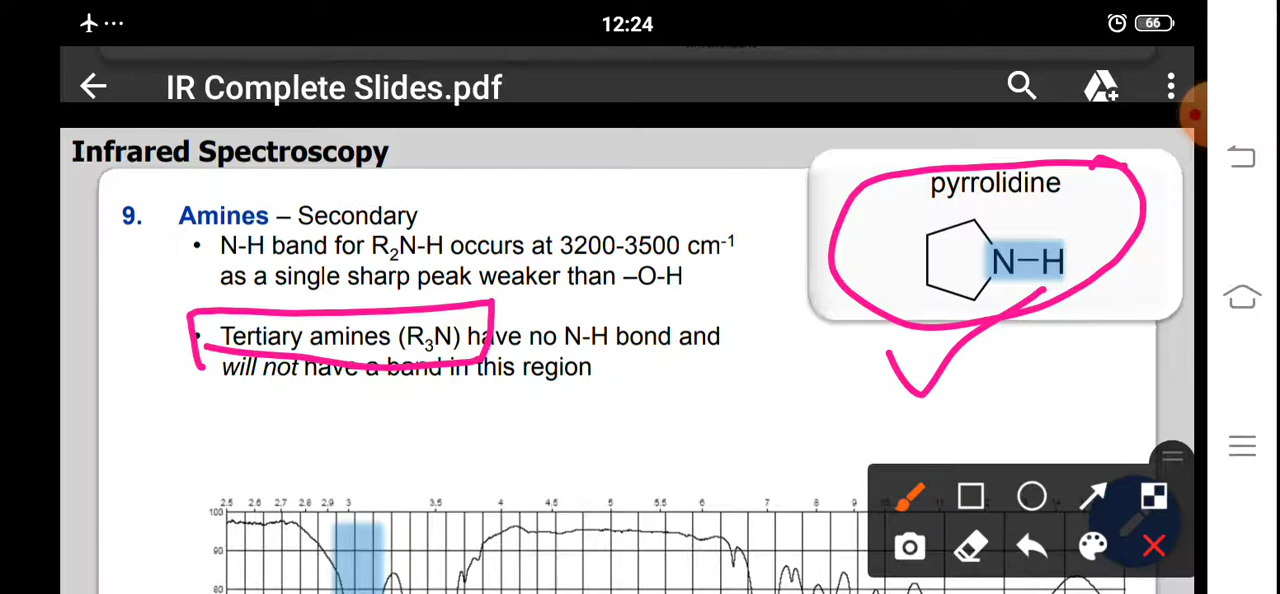 12:24
66
IR Complete Slides.pdf
Infrared Spectroscopy
pyrrolidine
N-H
9. Amines – Secondary
• N-H band for R2N-H occurs at 3200-3500 cm-1
as a single sharp peak weaker than –O-H
• Tertiary amines (R3N) have no N-H bond and
will not have a band in this region
2.5 2.6 2.7 2.8 2.9 3 3.5 4 4.5 5 5.5 6 7 8 9
100
90
80